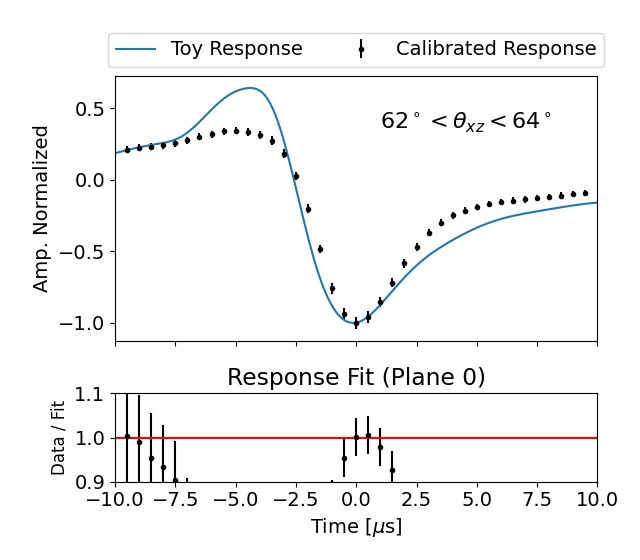 Toy Response Calibrated Response
62° < θxz < 64°
Amp. Normalized
0.5
0.0
−0.5
−1.0
Response Fit (Plane 0)
Data / Fit
1.1
1.0
0.9
−10.0 −7.5 −5.0 −2.5 0.0 2.5 5.0 7.5 10.0
Time [μs]